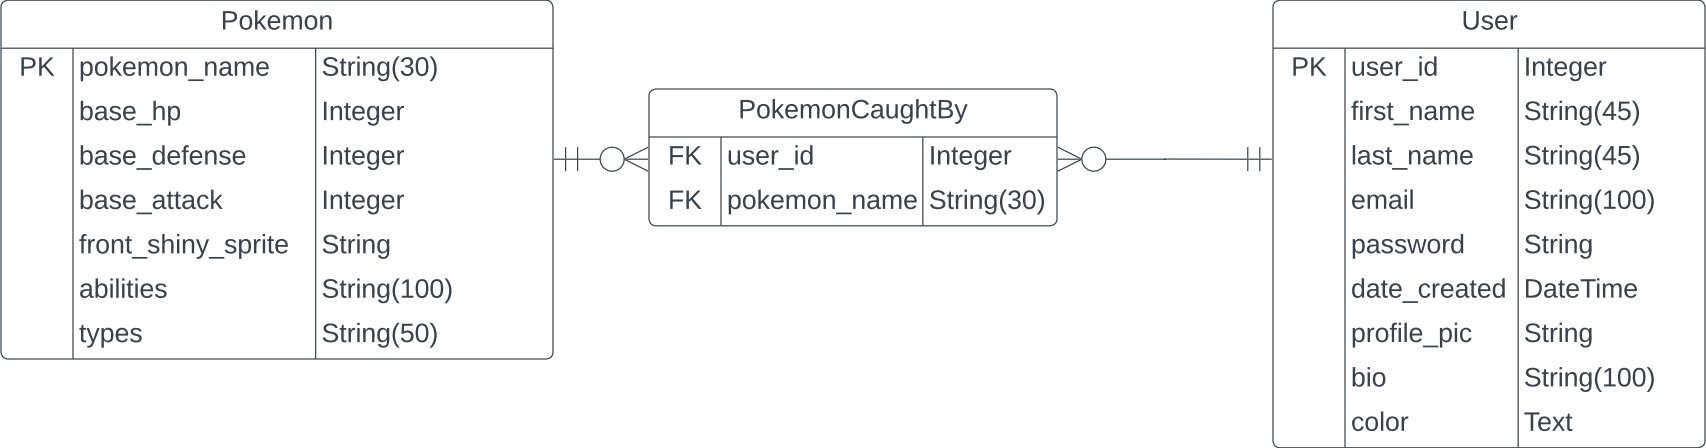 Pokemon
PK pokemon_name String(30)
base_hp Integer
base_defense Integer
base_attack Integer
front_shiny_sprite String
abilities String(100)
types String(50)
PokemonCaughtBy
FK user_id Integer
FK pokemon_name String(30)
User
PK user_id Integer
first_name String(45)
last_name String(45)
email String(100)
password String
date_created DateTime
profile_pic String
bio String(100)
color Text